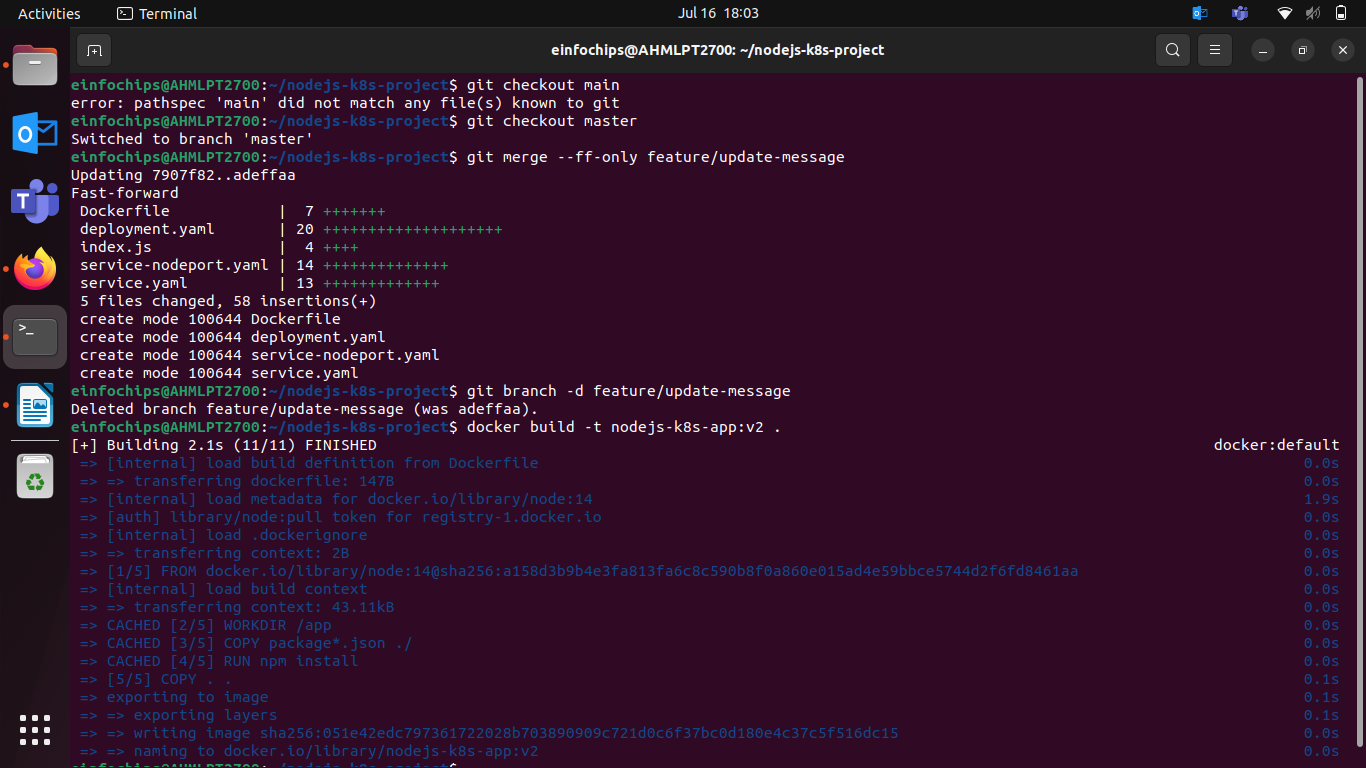 Activities
Terminal
Jul 16 18:03
einfochips@AHMLPT2700: ~/nodejs-k8s-project
einfochips@AHMLPT2700:~/nodejs-k8s-project$ git checkout main
error: pathspec 'main' did not match any file(s) known to git
einfochips@AHMLPT2700:~/nodejs-k8s-project$ git checkout master
Switched to branch 'master'
einfochips@AHMLPT2700:~/nodejs-k8s-project$ git merge --ff-only feature/update-message
Updating 7907f82..adeffaa
Fast-forward
 Dockerfile            |  7 +++++++
 deployment.yaml       | 20 ++++++++++++++++++++
 index.js              |  4 ++++
 service-nodeport.yaml | 14 ++++++++++++++
 service.yaml          | 13 +++++++++++++
 5 files changed, 58 insertions(+)
 create mode 100644 Dockerfile
 create mode 100644 deployment.yaml
 create mode 100644 service-nodeport.yaml
 create mode 100644 service.yaml
einfochips@AHMLPT2700:~/nodejs-k8s-project$ git branch -d feature/update-message
Deleted branch feature/update-message (was adeffaa).
einfochips@AHMLPT2700:~/nodejs-k8s-project$ docker build -t nodejs-k8s-app:v2 .
[+] Building 2.1s (11/11) FINISHED docker:default
 => [internal] load build definition from Dockerfile 0.0s
 => => transferring dockerfile: 147B 0.0s
 => [internal] load metadata for docker.io/library/node:14 1.9s
 => [auth] library/node:pull token for registry-1.docker.io 0.0s
 => [internal] load .dockerignore 0.0s
 => => transferring context: 2B 0.0s
 => [1/5] FROM docker.io/library/node:14@sha256:a158d3b9b4e3fa813fa6c8c590b8f0a860e015ad4e59bbce5744d2f6fd8461aa 0.0s
 => [internal] load build context 0.0s
 => => transferring context: 43.11kB 0.0s
 => CACHED [2/5] WORKDIR /app 0.0s
 => CACHED [3/5] COPY package*.json ./ 0.0s
 => CACHED [4/5] RUN npm install 0.0s
 => [5/5] COPY . . 0.1s
 => exporting to image 0.1s
 => => exporting layers 0.1s
 => => writing image sha256:051e42edc797361722028b703890909c721d0c6f37bc0d180e4c37c5f516dc15 0.0s
 => => naming to docker.io/library/nodejs-k8s-app:v2 0.0s
einfochips@AHMLPT2700:~/nodejs-k8s-project$